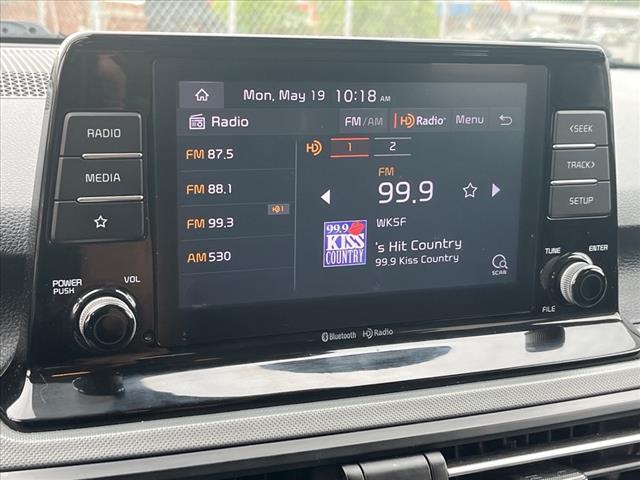 Mon, May 19 10:18 AM
Radio FM/AM HD Radio Menu
RADIO
MEDIA
FM 87.5
FM 88.1
FM 99.3 HD1
AM 530
HD 1 2
FM
99.9
WKSF
99.9
KISS
COUNTRY
's Hit Country
99.9 Kiss Country
SCAN
<SEEK
TRACK>
SETUP
POWER
PUSH
VOL
TUNE
ENTER
FILE
Bluetooth HD Radio